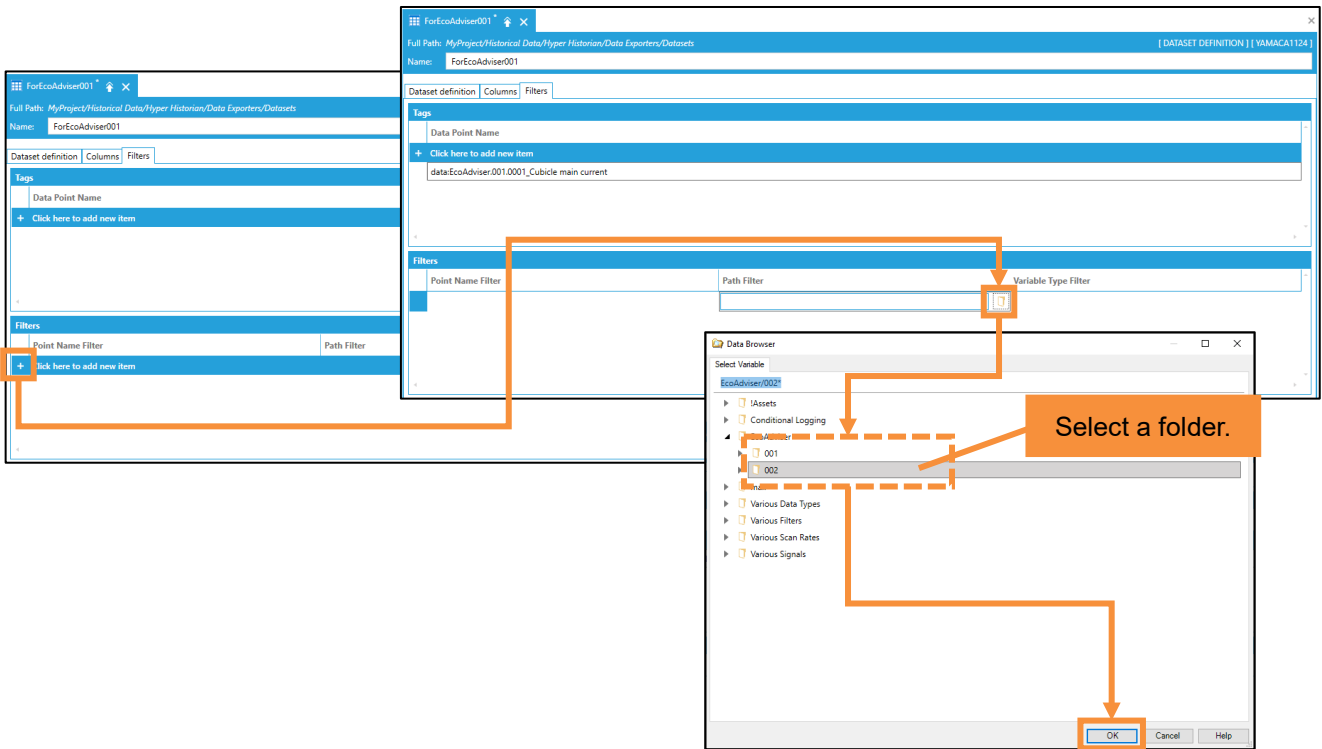 ForEcoAdviser001 *
Full Path: MyProject/Historical Data/Hyper Historian/Data Exporters/Datasets
Name: ForEcoAdviser001
Dataset definition Columns Filters
Tags
Data Point Name
+ Click here to add new item
Filters
Point Name Filter Path Filter
+ Click here to add new item
ForEcoAdviser001 *
Full Path: MyProject/Historical Data/Hyper Historian/Data Exporters/Datasets [ DATASET DEFINITION ] [ YAMACA1124 ]
Name: ForEcoAdviser001
Dataset definition Columns Filters
Tags
Data Point Name
+ Click here to add new item
data:EcoAdviser.001.0001_Cubicle main current
Filters
Point Name Filter Path Filter Variable Type Filter
Data Browser
Select Variable
EcoAdviser/002*
!Assets
Conditional Logging
EcoAdviser
001
002
Various Data Types
Various Filters
Various Scan Rates
Various Signals
Select a folder.
OK Cancel Help